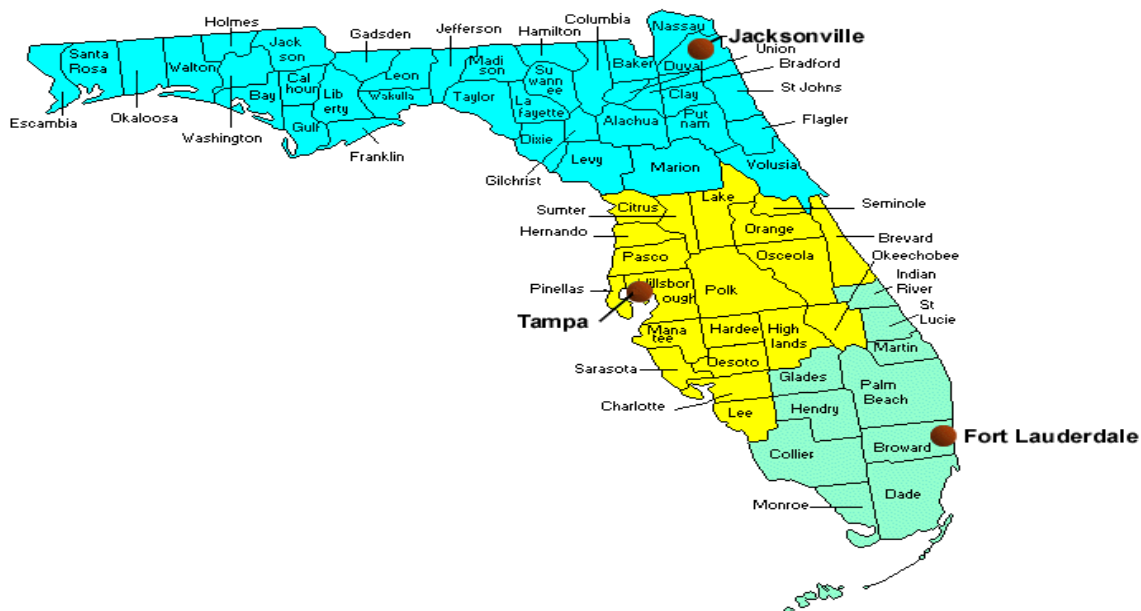 Holmes
Gadsden
Jefferson
Hamilton
Columbia
Nassau
Jacksonville
Union
Bradford
Santa
Rosa
Walton
Jack
son
Leon
Madi
son
Su
wann
ee
Baker
Duval
St Johns
Escambia
Okaloosa
Washington
Bay
Cal
houn
Lib
erty
Wakulla
Taylor
La
fayette
Clay
Gulf
Franklin
Dixie
Alachua
Put
nam
Flagler
Gilchrist
Levy
Marion
Volusia
Citrus
Lake
Seminole
Sumter
Hernando
Orange
Brevard
Pasco
Osceola
Okeechobee
Pinellas
Hillsbor
ough
Polk
Indian
River
St
Lucie
Tampa
Mana
tee
Hardee
High
lands
Martin
Sarasota
Desoto
Glades
Palm
Beach
Charlotte
Lee
Hendry
Collier
Broward
Fort Lauderdale
Monroe
Dade